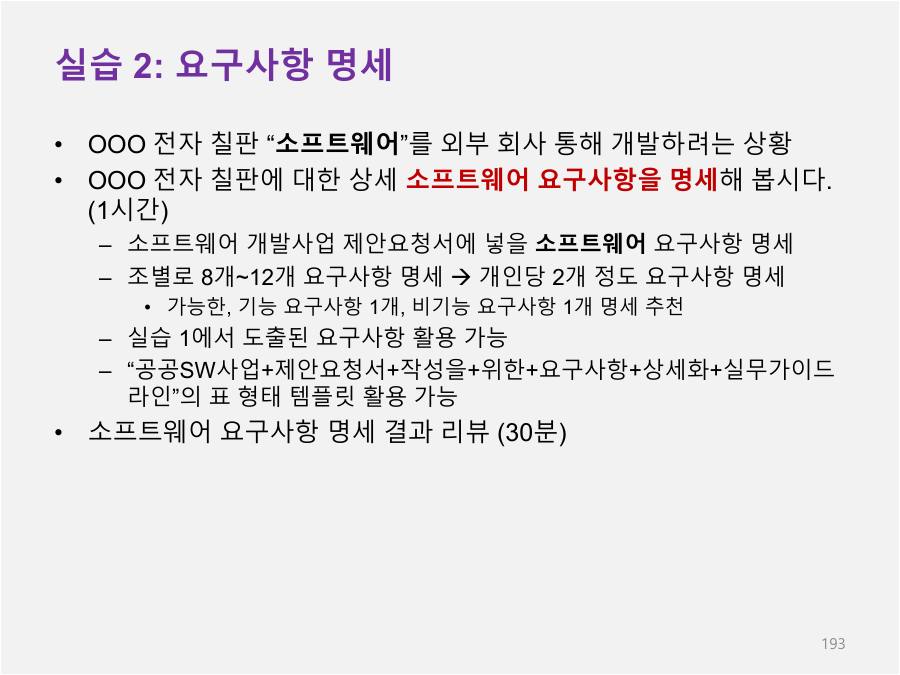 실습 2: 요구사항 명세
• OOO 전자 칠판 “소프트웨어”를 외부 회사 통해 개발하려는 상황
• OOO 전자 칠판에 대한 상세 소프트웨어 요구사항을 명세해 봅시다.
(1시간)
– 소프트웨어 개발사업 제안요청서에 넣을 소프트웨어 요구사항 명세
– 조별로 8개~12개 요구사항 명세 → 개인당 2개 정도 요구사항 명세
• 가능한, 기능 요구사항 1개, 비기능 요구사항 1개 명세 추천
– 실습 1에서 도출된 요구사항 활용 가능
– “공공SW사업+제안요청서+작성을+위한+요구사항+상세화+실무가이드
라인”의 표 형태 템플릿 활용 가능
• 소프트웨어 요구사항 명세 결과 리뷰 (30분)
193